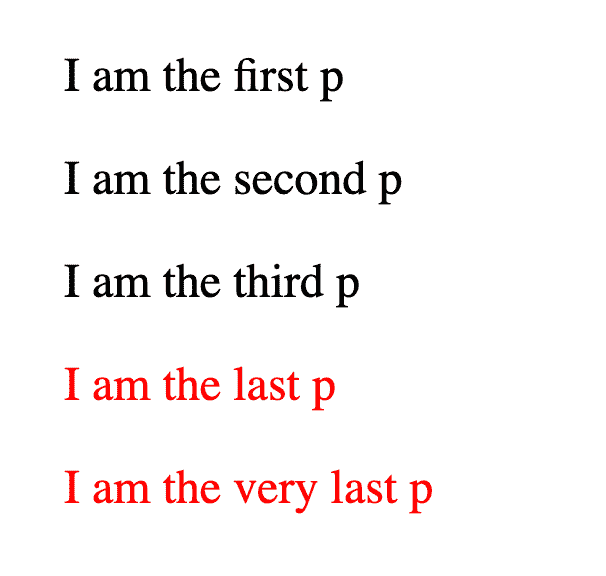 I am the first p
I am the second p
I am the third p
I am the last p
I am the very last p